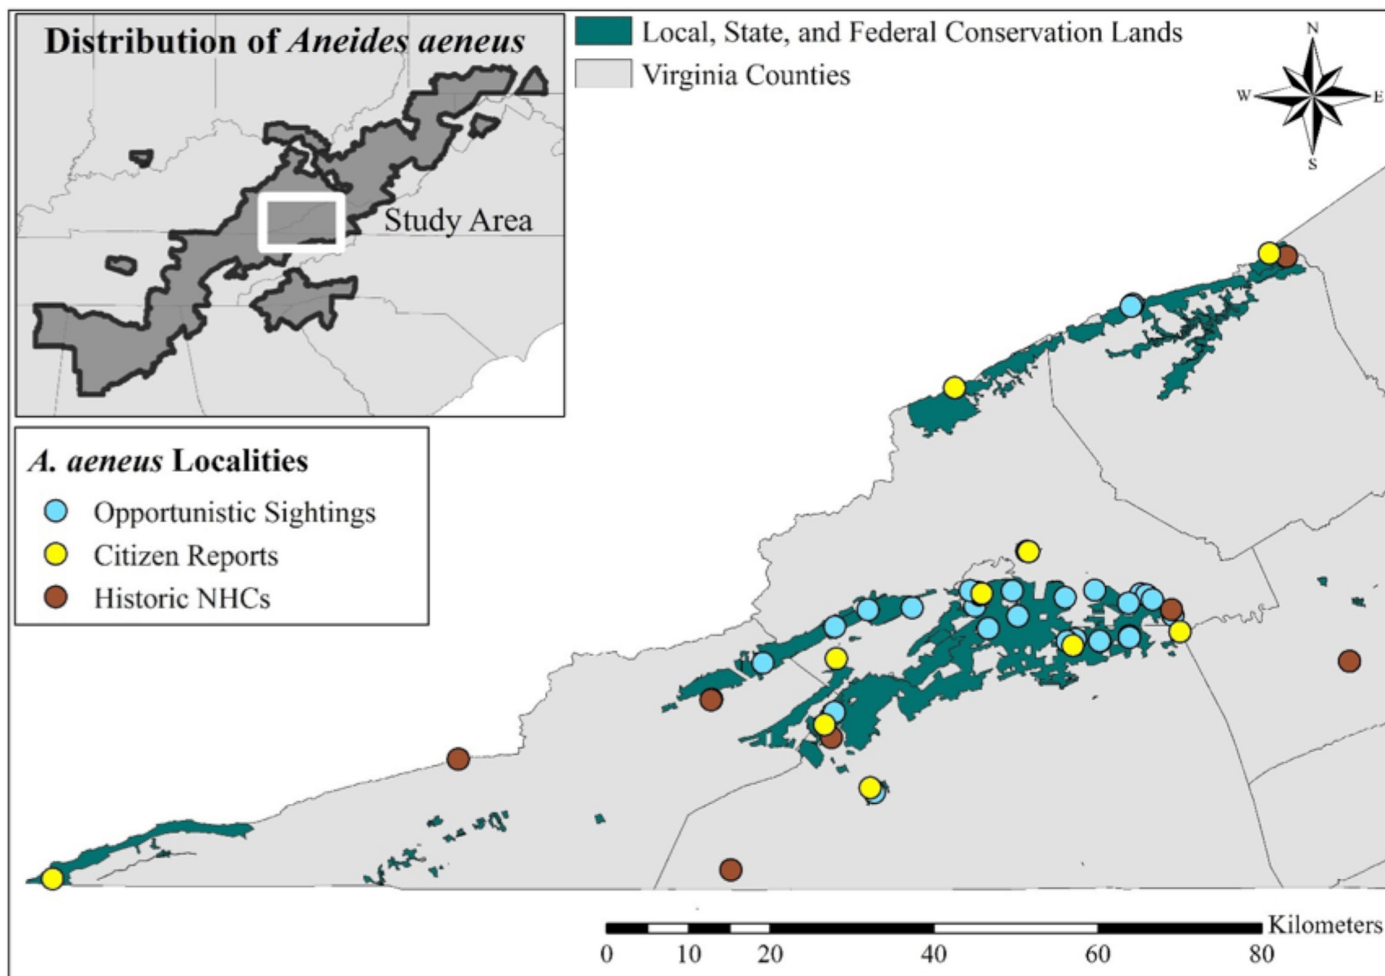 Distribution of Aneides aeneus
Study Area
Local, State, and Federal Conservation Lands
Virginia Counties
N
W
E
S
A. aeneus Localities
Opportunistic Sightings
Citizen Reports
Historic NHCs
Kilometers
0 10 20 40 60 80